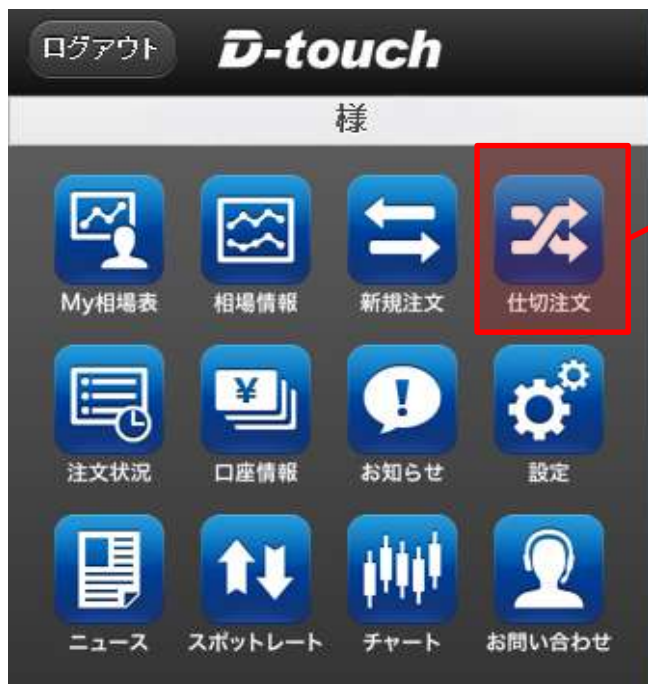 ログアウト D-touch
様
My相場表 相場情報 新規注文 仕切注文
注文状況 口座情報 お知らせ 設定
ニュース スポットレート チャート お問い合わせ